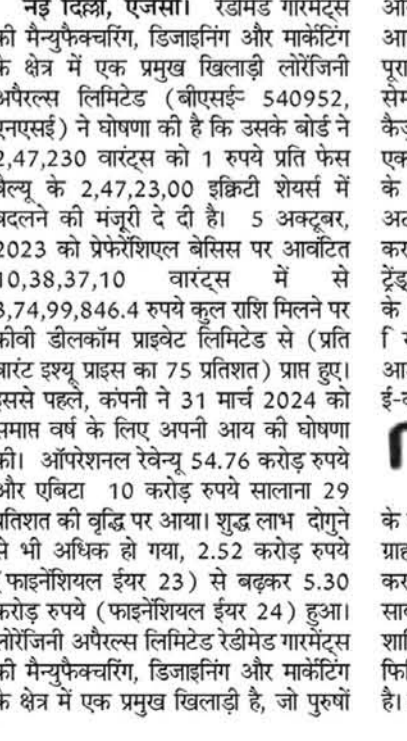 नई दिल्ली, एजेंसी। रेडीमेड गारमेंट्स
की मैन्युफैक्चरिंग, डिजाइनिंग और मार्केटिंग
के क्षेत्र में एक प्रमुख खिलाड़ी लोरेंजिनी
अपैरल्स लिमिटेड (बीएसई- 540952,
एनएसई) ने घोषणा की है कि उसके बोर्ड ने
2,47,230 वारंट्स को 1 रुपये प्रति फेस
वैल्यू के 2,47,23,00 इक्विटी शेयर्स में
बदलने की मंजूरी दे दी है। 5 अक्टूबर,
2023 को प्रेफेरेंशिएल बेसिस पर आवंटित
10,38,37,10 वारंट्स में से
3,74,99,846.4 रुपये कुल राशि मिलने पर
कीवी डीलकॉम प्राइवेट लिमिटेड से (प्रति
वारंट इश्यू प्राइस का 75 प्रतिशत) प्राप्त हुए।
इससे पहले, कंपनी ने 31 मार्च 2024 को
समाप्त वर्ष के लिए अपनी आय की घोषणा
की। ऑपरेशनल रेवेन्यू 54.76 करोड़ रुपये
और एबिटा 10 करोड़ रुपये सालाना 29
प्रतिशत की वृद्धि पर आया। शुद्ध लाभ दोगुने
से भी अधिक हो गया, 2.52 करोड़ रुपये
(फाइनेंशियल ईयर 23) से बढ़कर 5.30
करोड़ रुपये (फाइनेंशियल ईयर 24) हुआ।
लोरेंजिनी अपैरल्स लिमिटेड रेडीमेड गारमेंट्स
की मैन्युफैक्चरिंग, डिजाइनिंग और मार्केटिंग
के क्षेत्र में एक प्रमुख खिलाड़ी है, जो पुरुषों
के
के
के
है।